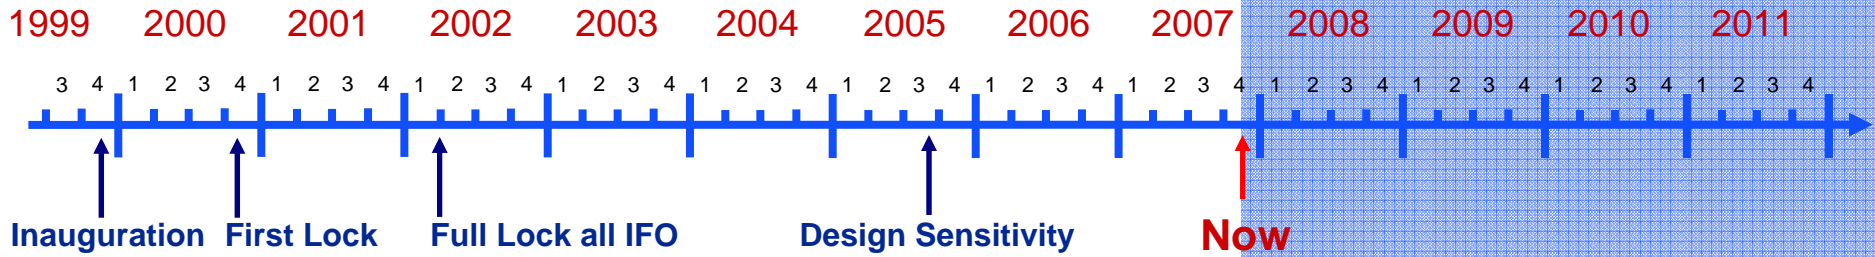 1999 2000 2001 2002 2003 2004 2005 2006 2007 2008 2009 2010 2011
3 4 1 2 3 4 1 2 3 4 1 2 3 4 1 2 3 4 1 2 3 4 1 2 3 4 1 2 3 4 1 2 3 4 1 2 3 4 1 2 3 4 1 2 3 4 1 2 3 4
Inauguration First Lock Full Lock all IFO Design Sensitivity Now